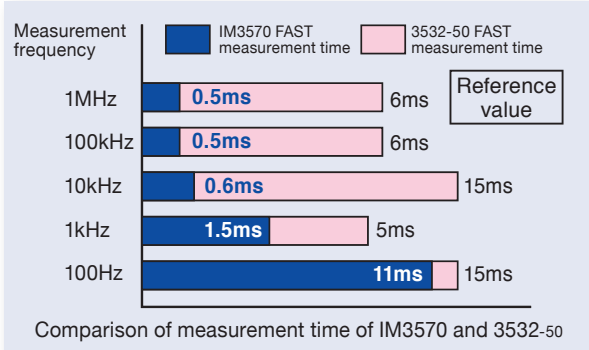 Measurement
frequency
IM3570 FAST
measurement time
3532-50 FAST
measurement time
Reference
value
1MHz 0.5ms 6ms
100kHz 0.5ms 6ms
10kHz 0.6ms 15ms
1kHz 1.5ms 5ms
100Hz 11ms 15ms
Comparison of measurement time of IM3570 and 3532-50